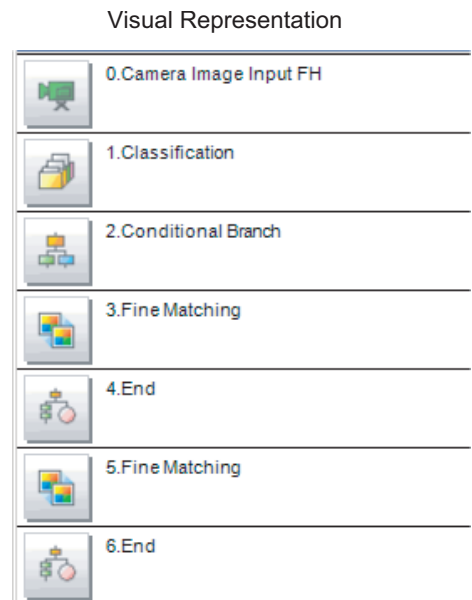 Visual Representation
0.Camera Image Input FH
1.Classification
2.Conditional Branch
3.Fine Matching
4.End
5.Fine Matching
6.End